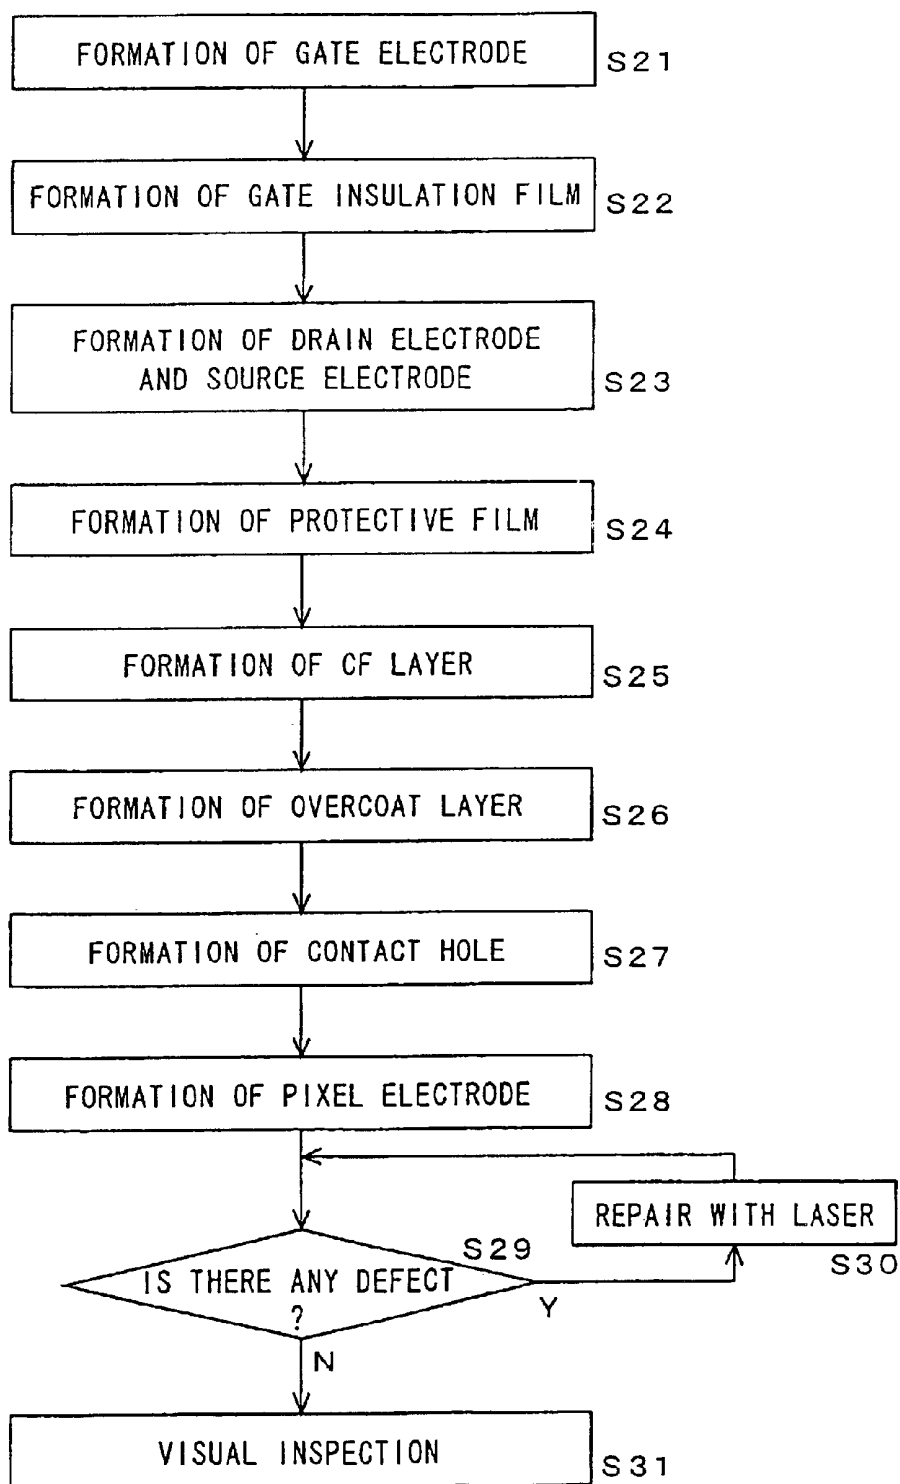 FORMATION OF GATE ELECTRODE
S21
FORMATION OF GATE INSULATION FILM
S22
FORMATION OF DRAIN ELECTRODE
AND SOURCE ELECTRODE
S23
FORMATION OF PROTECTIVE FILM
S24
FORMATION OF CF LAYER
S25
FORMATION OF OVERCOAT LAYER
S26
FORMATION OF CONTACT HOLE
S27
FORMATION OF PIXEL ELECTRODE
S28
REPAIR WITH LASER
S30
S29
IS THERE ANY DEFECT
?
Y
N
VISUAL INSPECTION
S31